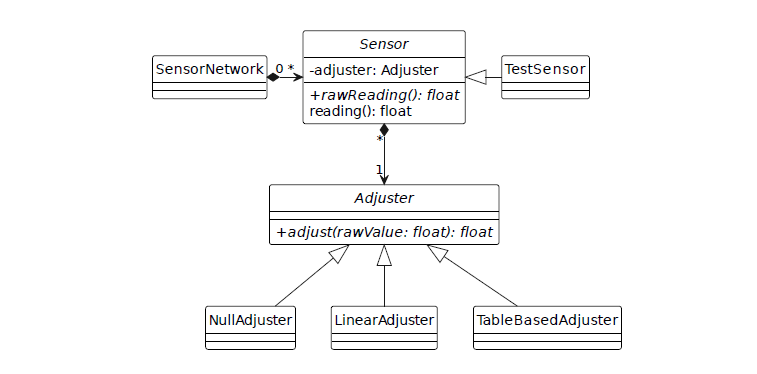 Sensor
-adjuster: Adjuster
+rawReading(): float
reading(): float
SensorNetwork
0 *
TestSensor
*
1
Adjuster
+adjust(rawValue: float): float
NullAdjuster
LinearAdjuster
TableBasedAdjuster